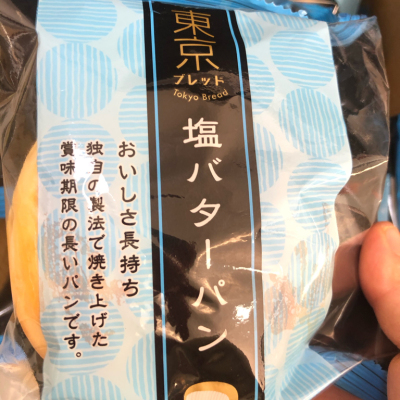 東京
ブレッド
Tokyo Bread
塩バターパン
おいしさ長持ち
独自の製法で焼き上げた
賞味期限の長いパンです。